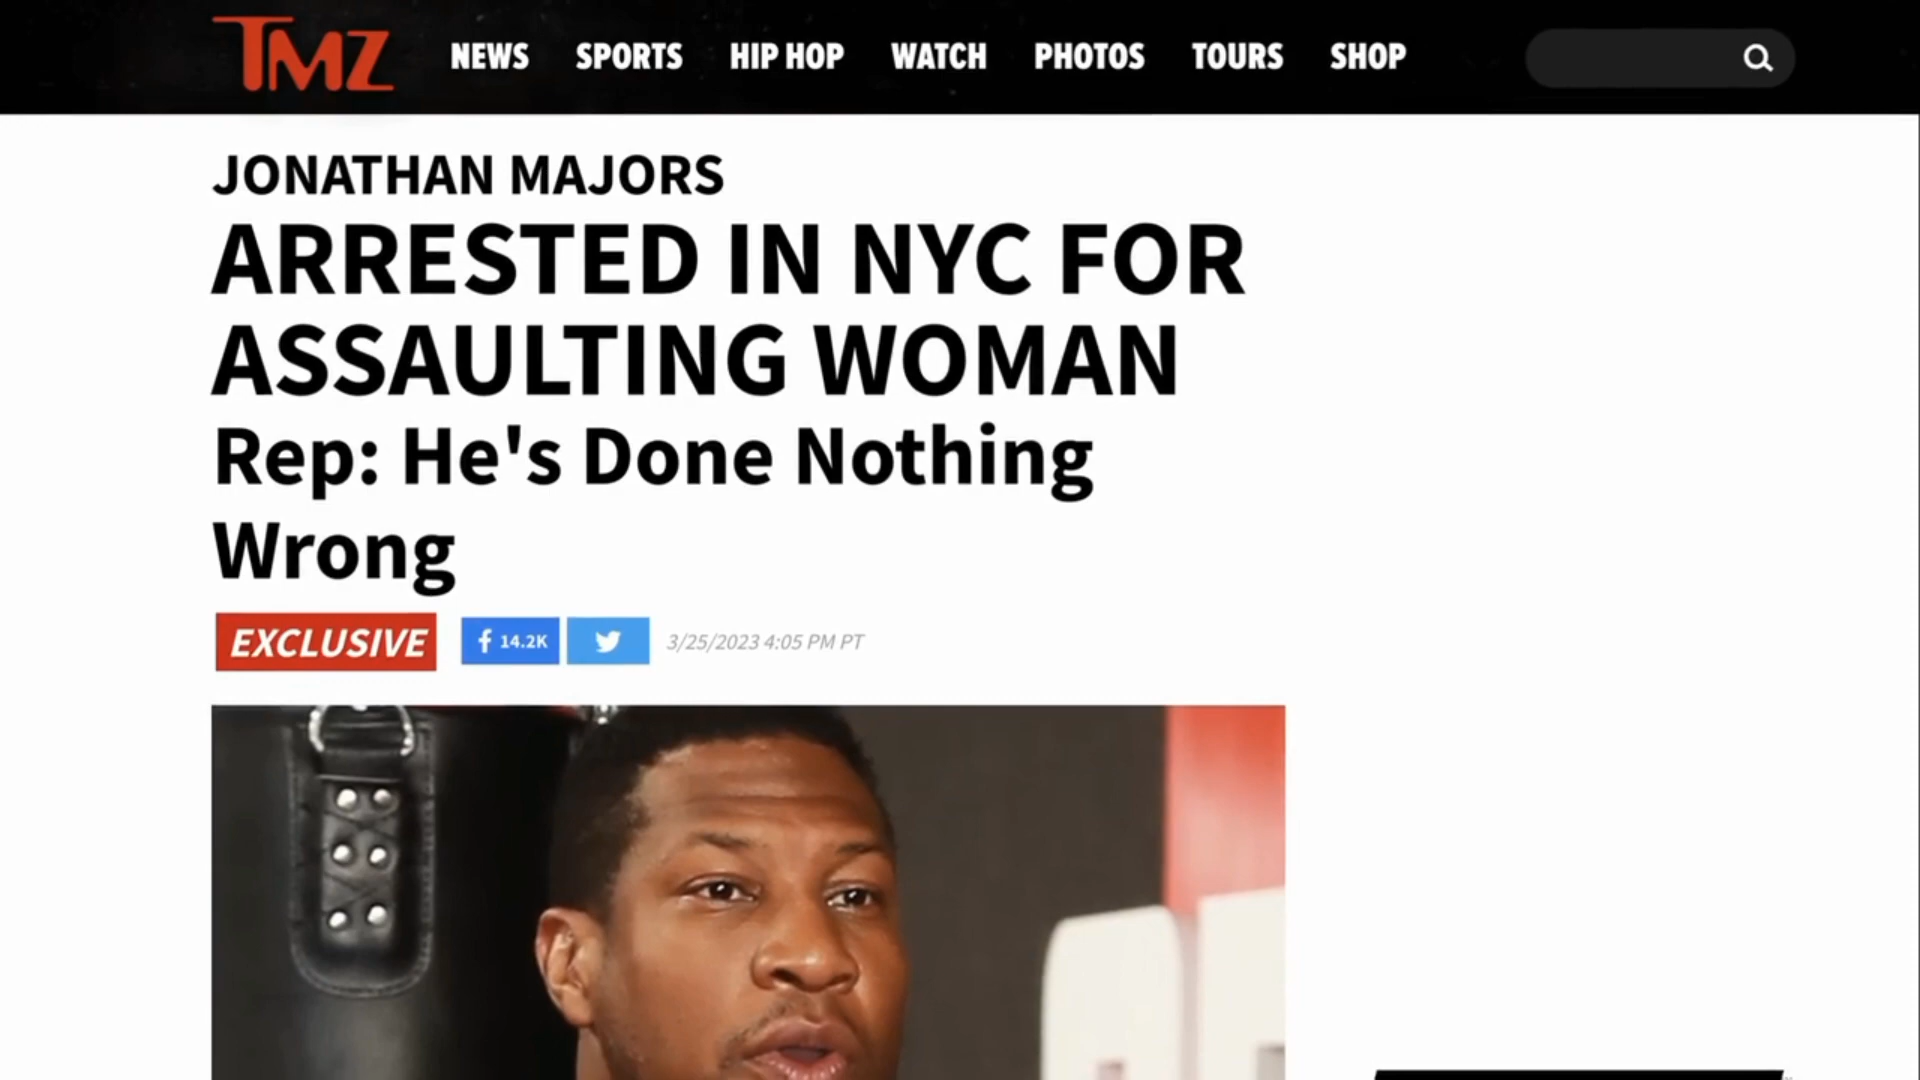 TMZ NEWS SPORTS HIP HOP WATCH PHOTOS TOURS SHOP
JONATHAN MAJORS
ARRESTED IN NYC FOR
ASSAULTING WOMAN
Rep: He's Done Nothing
Wrong
EXCLUSIVE f 14.2K 3/25/2023 4:05 PM PT